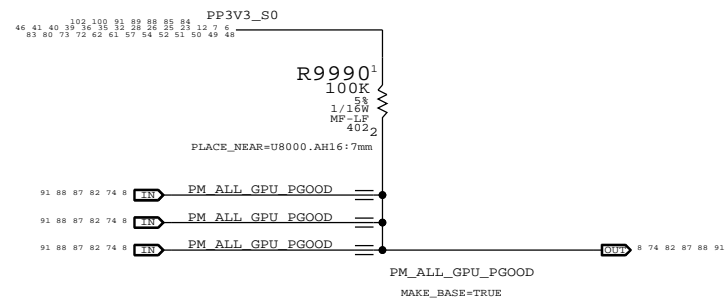 PP3V3_S0
102 100 91 89 88 85 84
46 41 40 39 36 35 32 28 26 25 23 12 7 6
83 80 73 72 62 61 57 54 52 51 50 49 48
R9990 1
100K
5%
1/16W
MF-LF
402 2
PLACE_NEAR=U8000.AH16:7mm
91 88 87 82 74 8 IN PM_ALL_GPU_PGOOD
91 88 87 82 74 8 IN PM_ALL_GPU_PGOOD
91 88 87 82 74 8 IN PM_ALL_GPU_PGOOD
OUT 8 74 82 87 88 91
PM_ALL_GPU_PGOOD
MAKE_BASE=TRUE